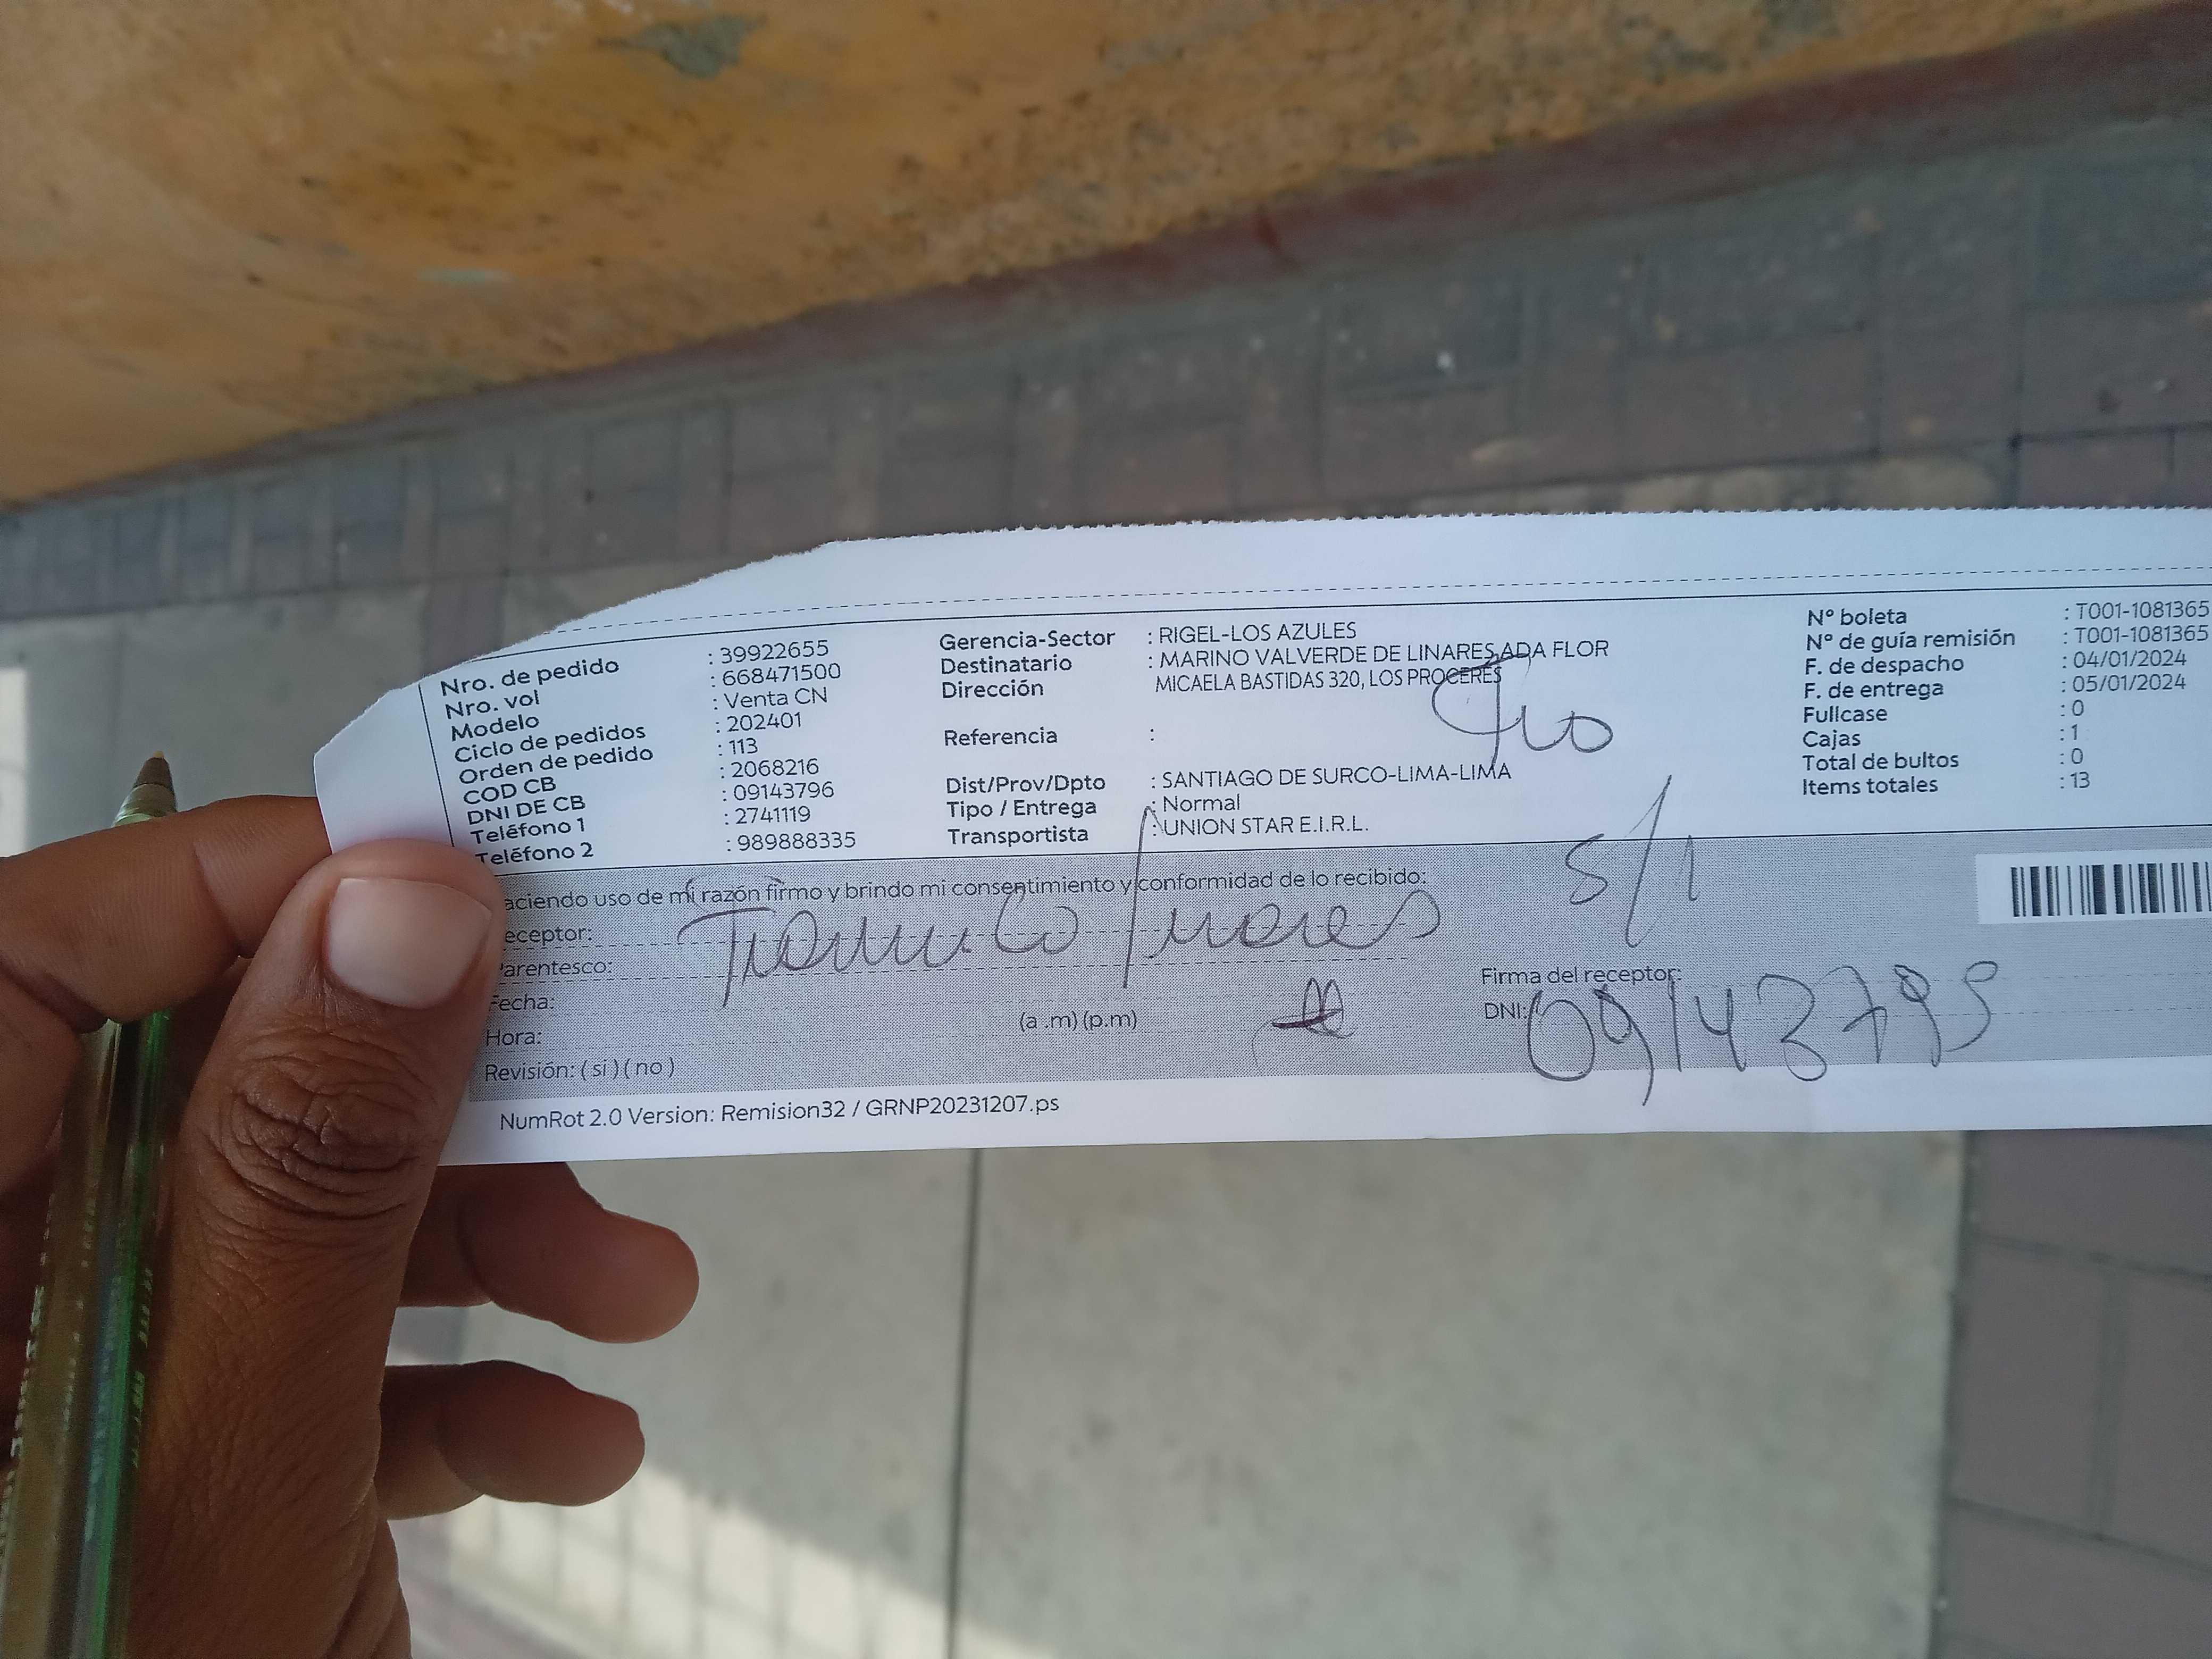 Nro. de pedido : 39922655
Nro. vol : 668471500
Modelo : Venta CN
Ciclo de pedidos : 202401
Orden de pedido : 113
COD CB : 2068216
DNI DE CB : 09143796
Teléfono 1 : 2741119
Teléfono 2 : 989888335
Gerencia-Sector : RIGEL-LOS AZULES
Destinatario : MARINO VALVERDE DE LINARES ADA FLOR
Dirección MICAELA BASTIDAS 320, LOS PROCERES
Referencia :
Dist/Prov/Dpto : SANTIAGO DE SURCO-LIMA-LIMA
Tipo / Entrega : Normal
Transportista : UNION STAR E.I.R.L.
N° boleta : T001-1081365
N° de guía remisión : T001-1081365
F. de despacho : 04/01/2024
F. de entrega : 05/01/2024
Fullcase : 0
Cajas : 1
Total de bultos : 0
Items totales : 13
aciendo uso de mi razón firmo y brindo mi consentimiento y conformidad de lo recibido:
S/1
eceptor:
arentesco:
Fecha:
Hora: (a .m) (p.m)
Revisión: ( si ) ( no )
Firma del receptor:
DNI: 09143795
NumRot 2.0 Version: Remision32 / GRNP20231207.ps